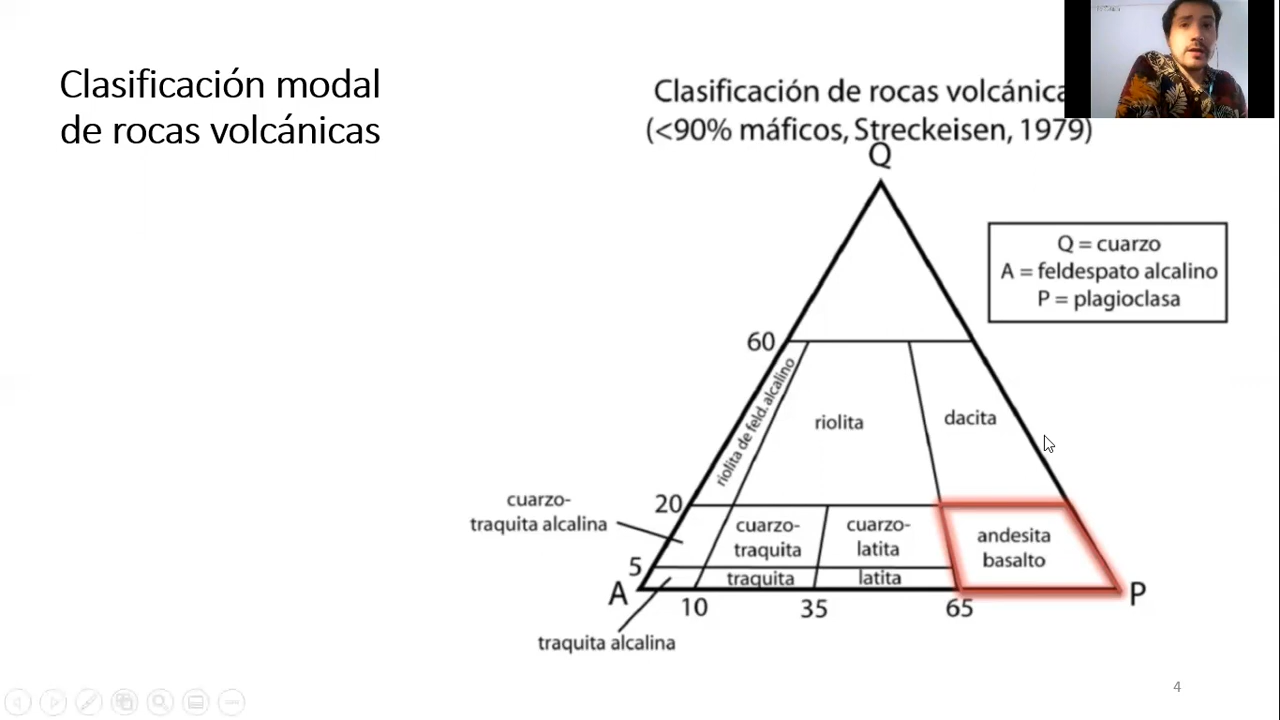 Clasificación modal
de rocas volcánicas
Clasificación de rocas volcánica
(<90% máficos, Streckeisen, 1979)
Q
Q = cuarzo
A = feldespato alcalino
P = plagioclasa
60
riolita de feld. alcalino
riolita
dacita
20
cuarzo-
traquita alcalina
cuarzo-
traquita
cuarzo-
latita
andesita
basalto
5
traquita
latita
A
P
10
35
65
traquita alcalina
4